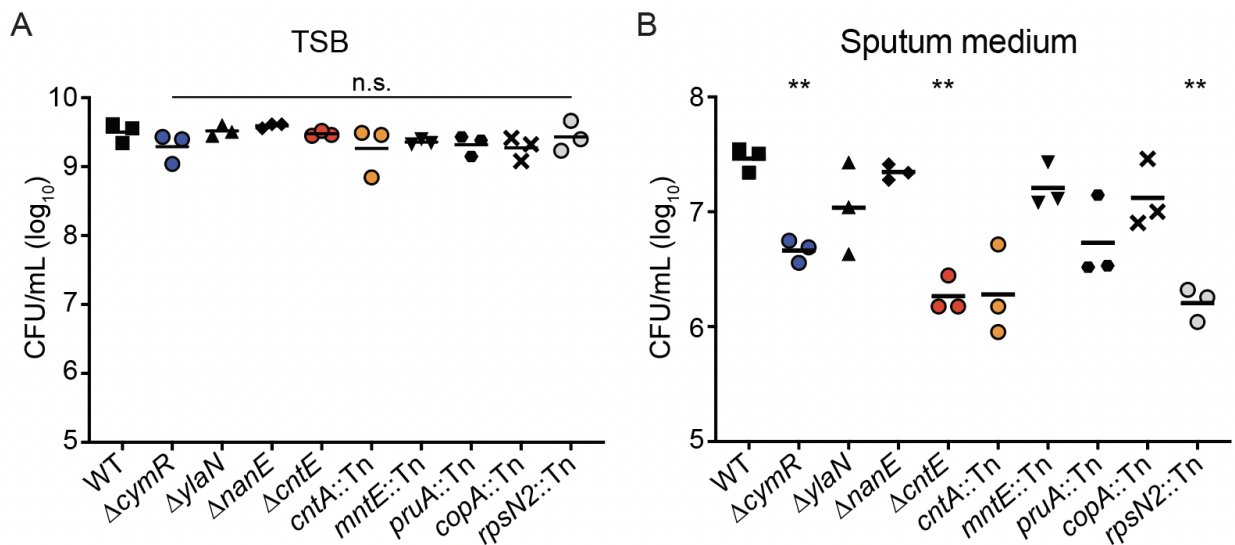 A
TSB
n.s.
10
9
8
7
6
5
CFU/mL (log10)
WT
ΔcymR
ΔylaN
ΔnanE
ΔcntE
cntA::Tn
mntE::Tn
pruA::Tn
copA::Tn
rpsN2::Tn
B
Sputum medium
** ** **
8
7
6
5
CFU/mL (log10)
WT
ΔcymR
ΔylaN
ΔnanE
ΔcntE
cntA::Tn
mntE::Tn
pruA::Tn
copA::Tn
rpsN2::Tn